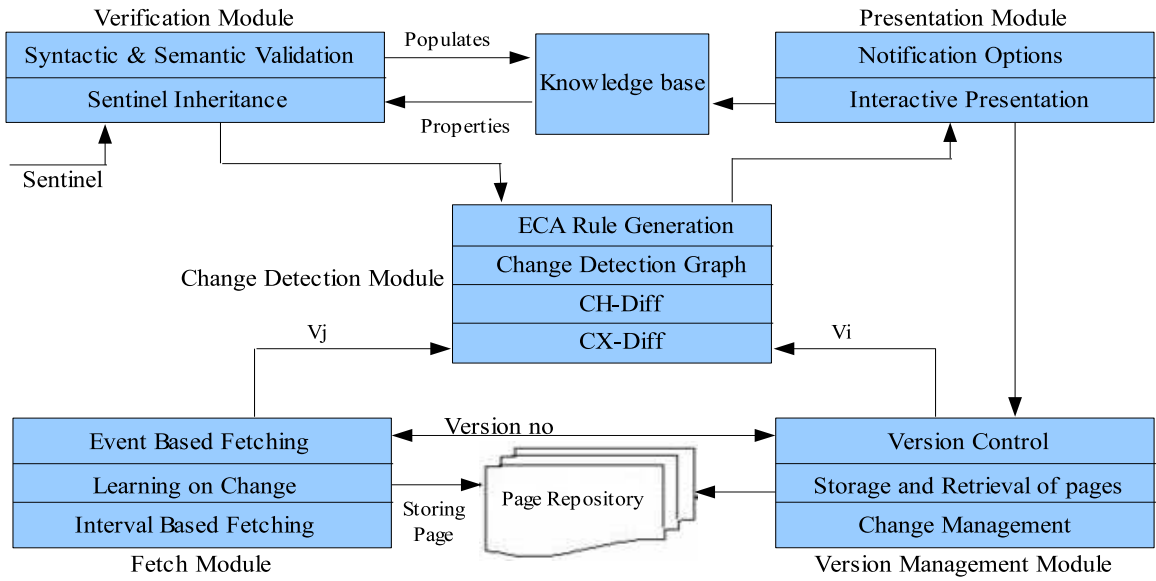 Verification Module
Presentation Module
Syntactic & Semantic Validation
Sentinel Inheritance
Populates
Properties
Knowledge base
Notification Options
Interactive Presentation
Sentinel
ECA Rule Generation
Change Detection Graph
CH-Diff
CX-Diff
Change Detection Module
Vj
Vi
Event Based Fetching
Learning on Change
Interval Based Fetching
Fetch Module
Version no
Storing
Page
Page Repository
Version Control
Storage and Retrieval of pages
Change Management
Version Management Module